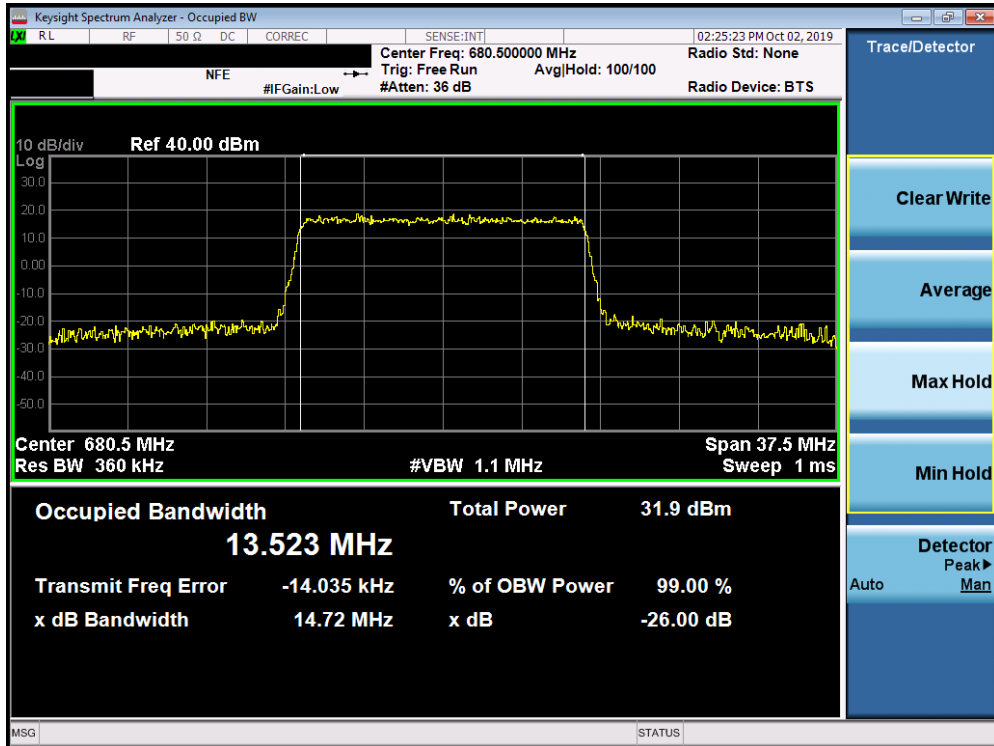 Keysight Spectrum Analyzer - Occupied BW
LXI RL RF 50 Ω DC CORREC SENSE:INT 02:25:23 PM Oct 02, 2019
Center Freq: 680.500000 MHz Radio Std: None
NFE Trig: Free Run Avg|Hold: 100/100
#IFGain:Low #Atten: 36 dB Radio Device: BTS
10 dB/div Ref 40.00 dBm
Log
30.0
20.0
10.0
0.00
-10.0
-20.0
-30.0
-40.0
-50.0
Center 680.5 MHz Span 37.5 MHz
Res BW 360 kHz #VBW 1.1 MHz Sweep 1 ms
Occupied Bandwidth Total Power 31.9 dBm
13.523 MHz
Transmit Freq Error -14.035 kHz % of OBW Power 99.00 %
x dB Bandwidth 14.72 MHz x dB -26.00 dB
MSG STATUS
Trace/Detector
Clear Write
Average
Max Hold
Min Hold
Detector
Peak▶
Auto Man